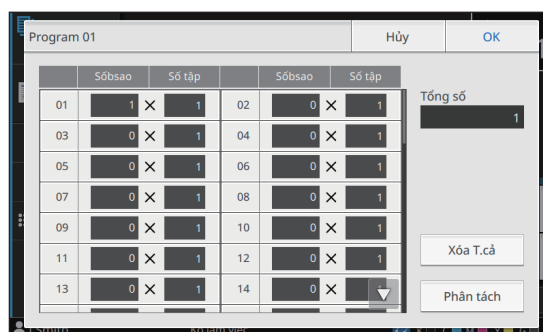 Program 01 Hủy OK
Sốbsao Số tập Sốbsao Số tập
Tổng số
1
01 1 × 1 02 0 × 1
03 0 × 1 04 0 × 1
05 0 × 1 06 0 × 1
07 0 × 1 08 0 × 1
09 0 × 1 10 0 × 1
11 0 × 1 12 0 × 1
13 0 × 1 14 0 ×
Xóa T.cả
Phân tách